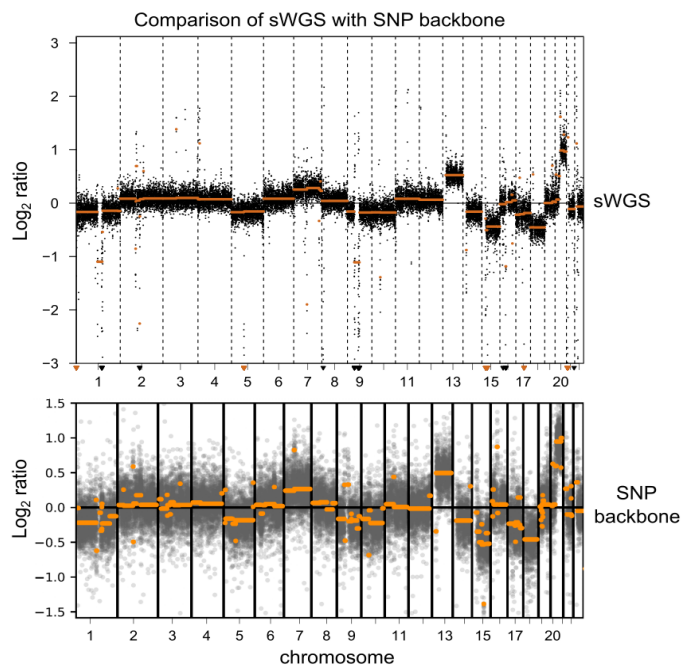 Comparison of sWGS with SNP backbone
3
2
1
0
−1
−2
−3
Log2 ratio
sWGS
1 2 3 4 5 6 7 8 9 11 13 15 17 20
1.5
1.0
0.5
0.0
−0.5
−1.0
−1.5
Log2 ratio
SNP
backbone
1 2 3 4 5 6 7 8 9 11 13 15 17 20
chromosome